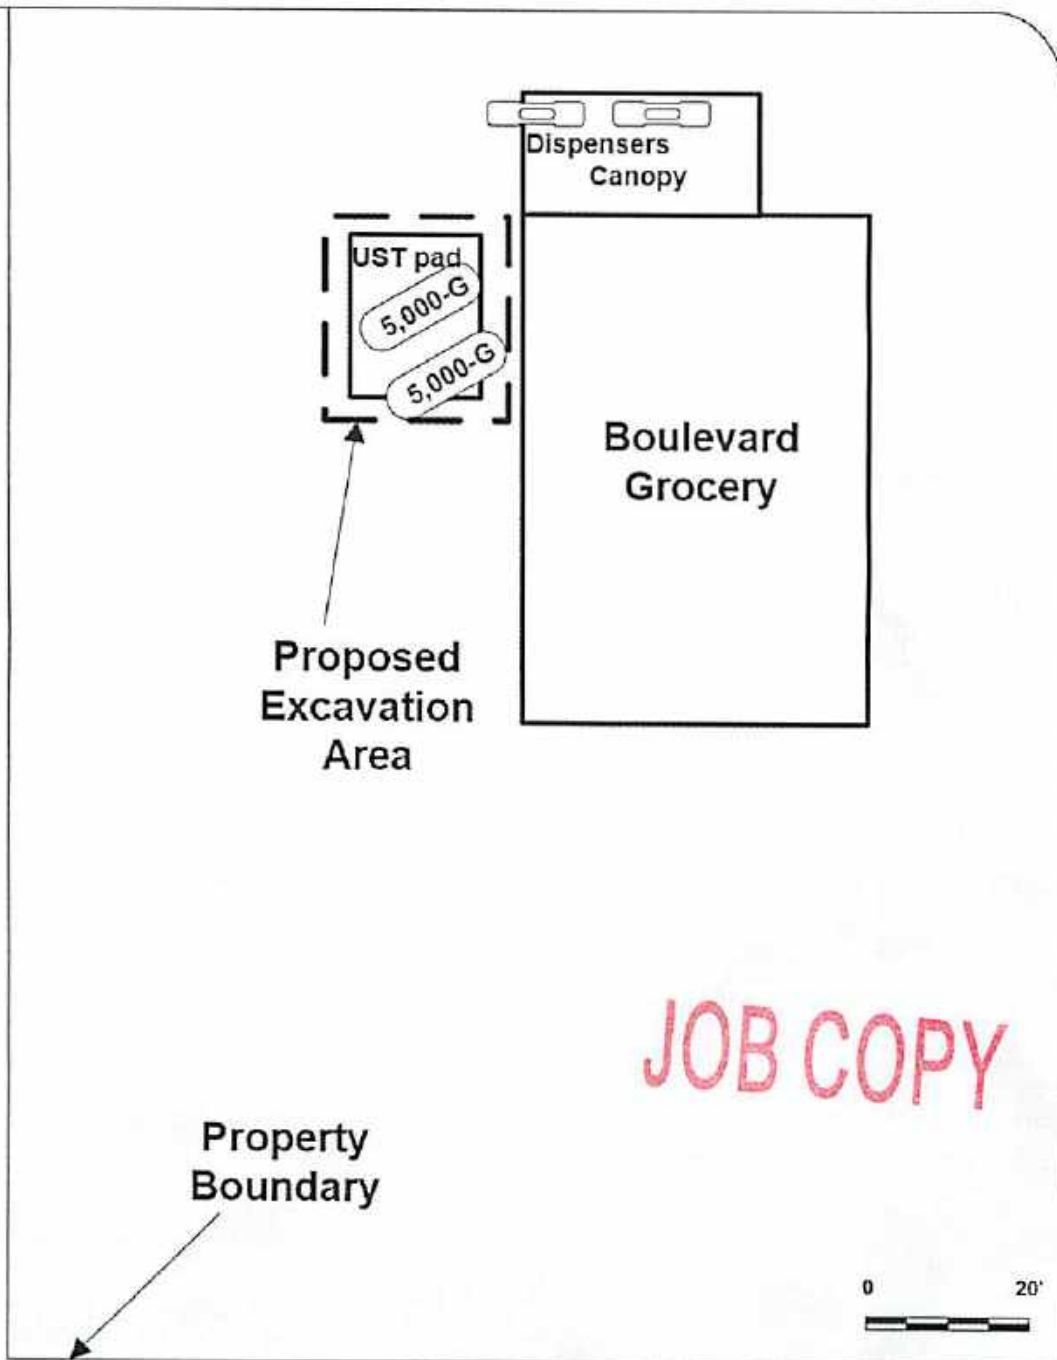 Dispensers
Canopy
UST pad
5,000-G
5,000-G
Boulevard
Grocery
Proposed
Excavation
Area
JOB COPY
Property
Boundary
0 20'